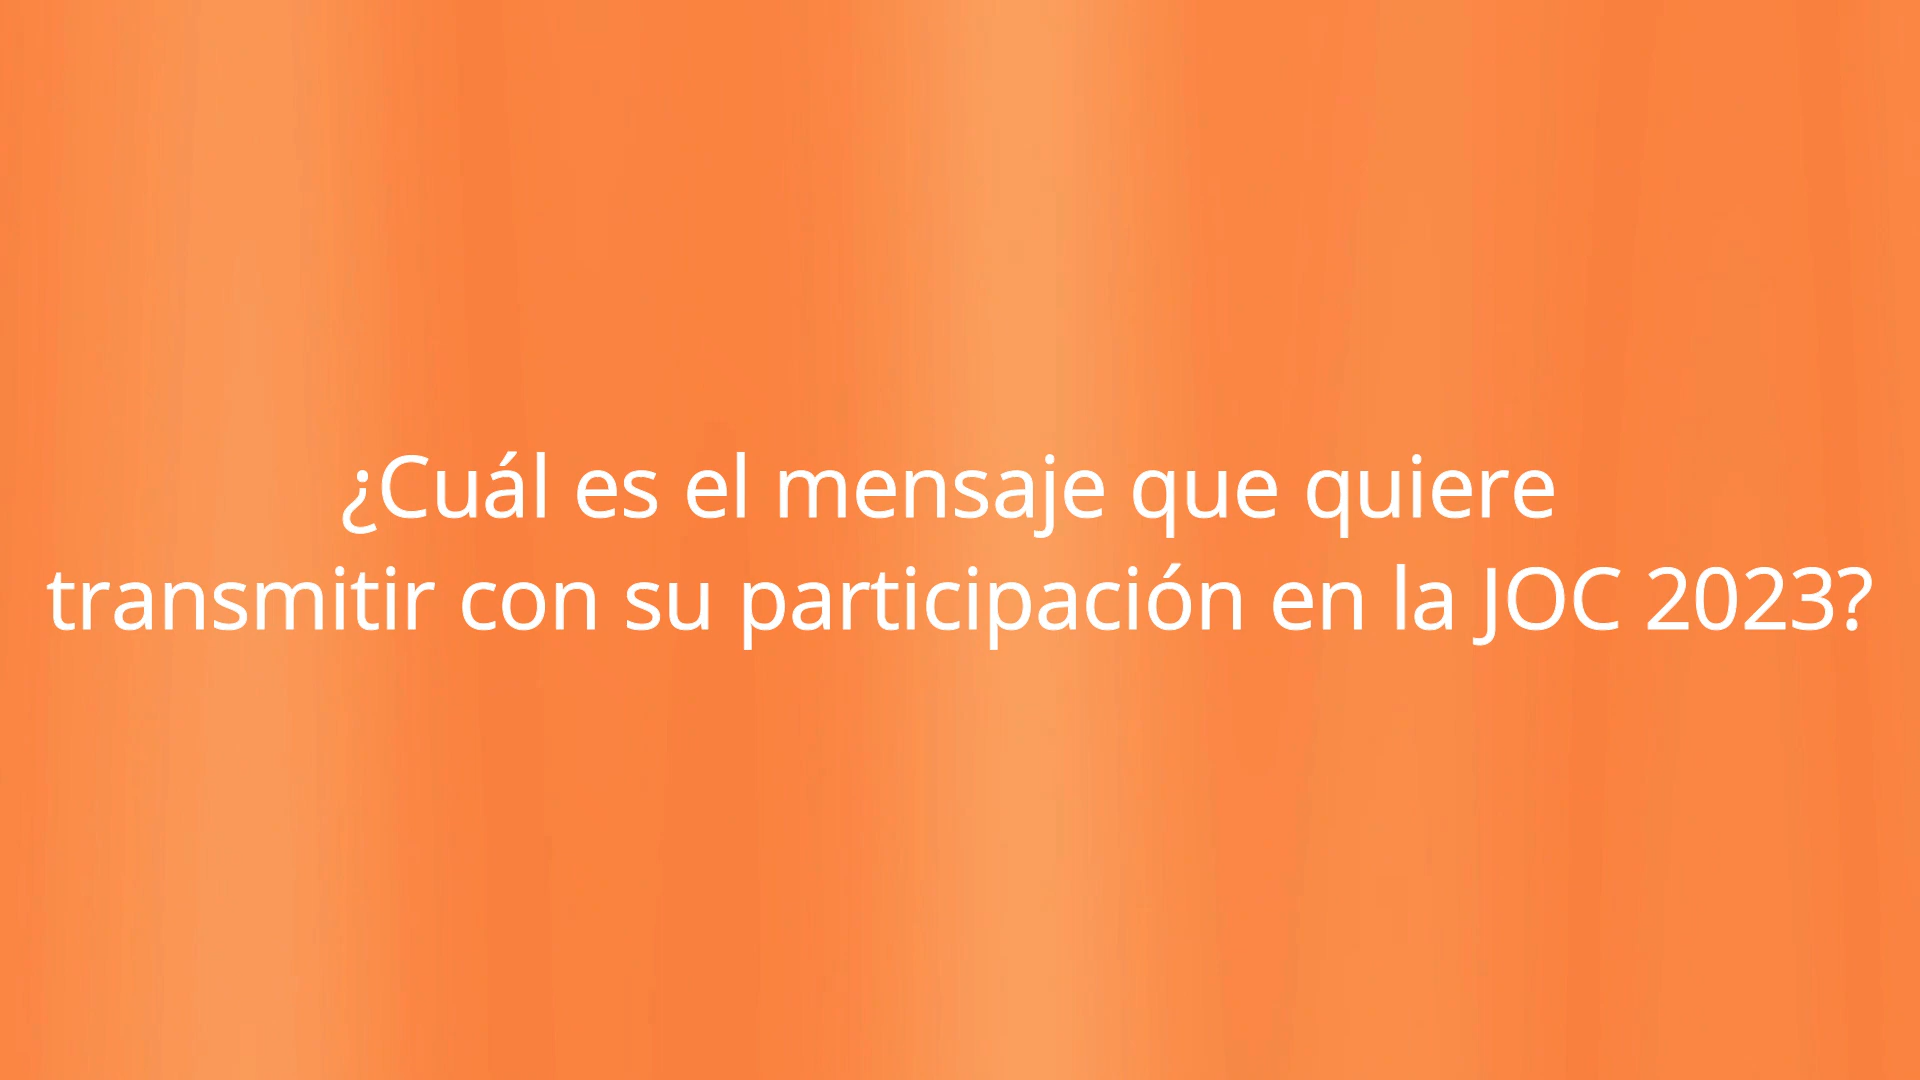 ¿Cuál es el mensaje que quiere
transmitir con su participación en la JOC 2023?